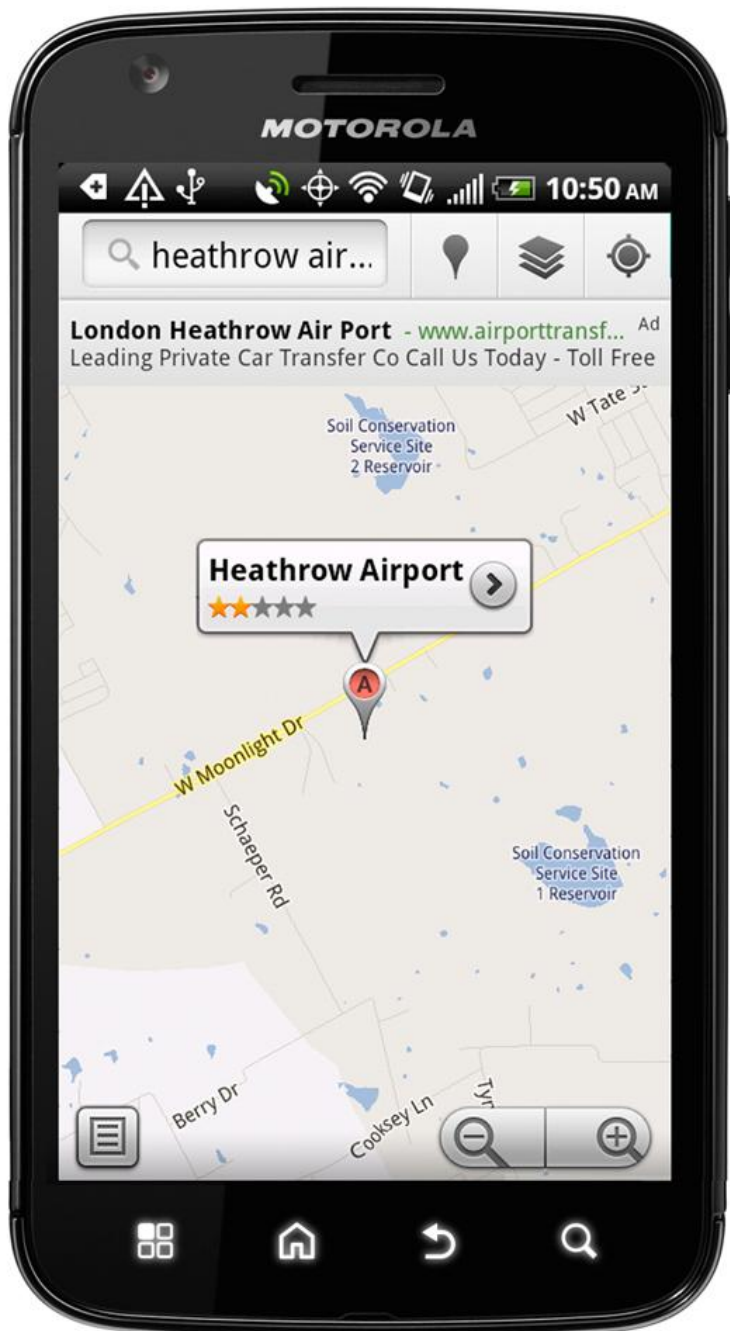 MOTOROLA
10:50 AM
heathrow air...
London Heathrow Air Port - www.airporttransf... Ad
Leading Private Car Transfer Co Call Us Today - Toll Free
W Tate S
Soil Conservation
Service Site
2 Reservoir
Heathrow Airport
A
W Moonlight Dr
Schaeper Rd
Soil Conservation
Service Site
1 Reservoir
Berry Dr
Cooksey Ln
Tyr